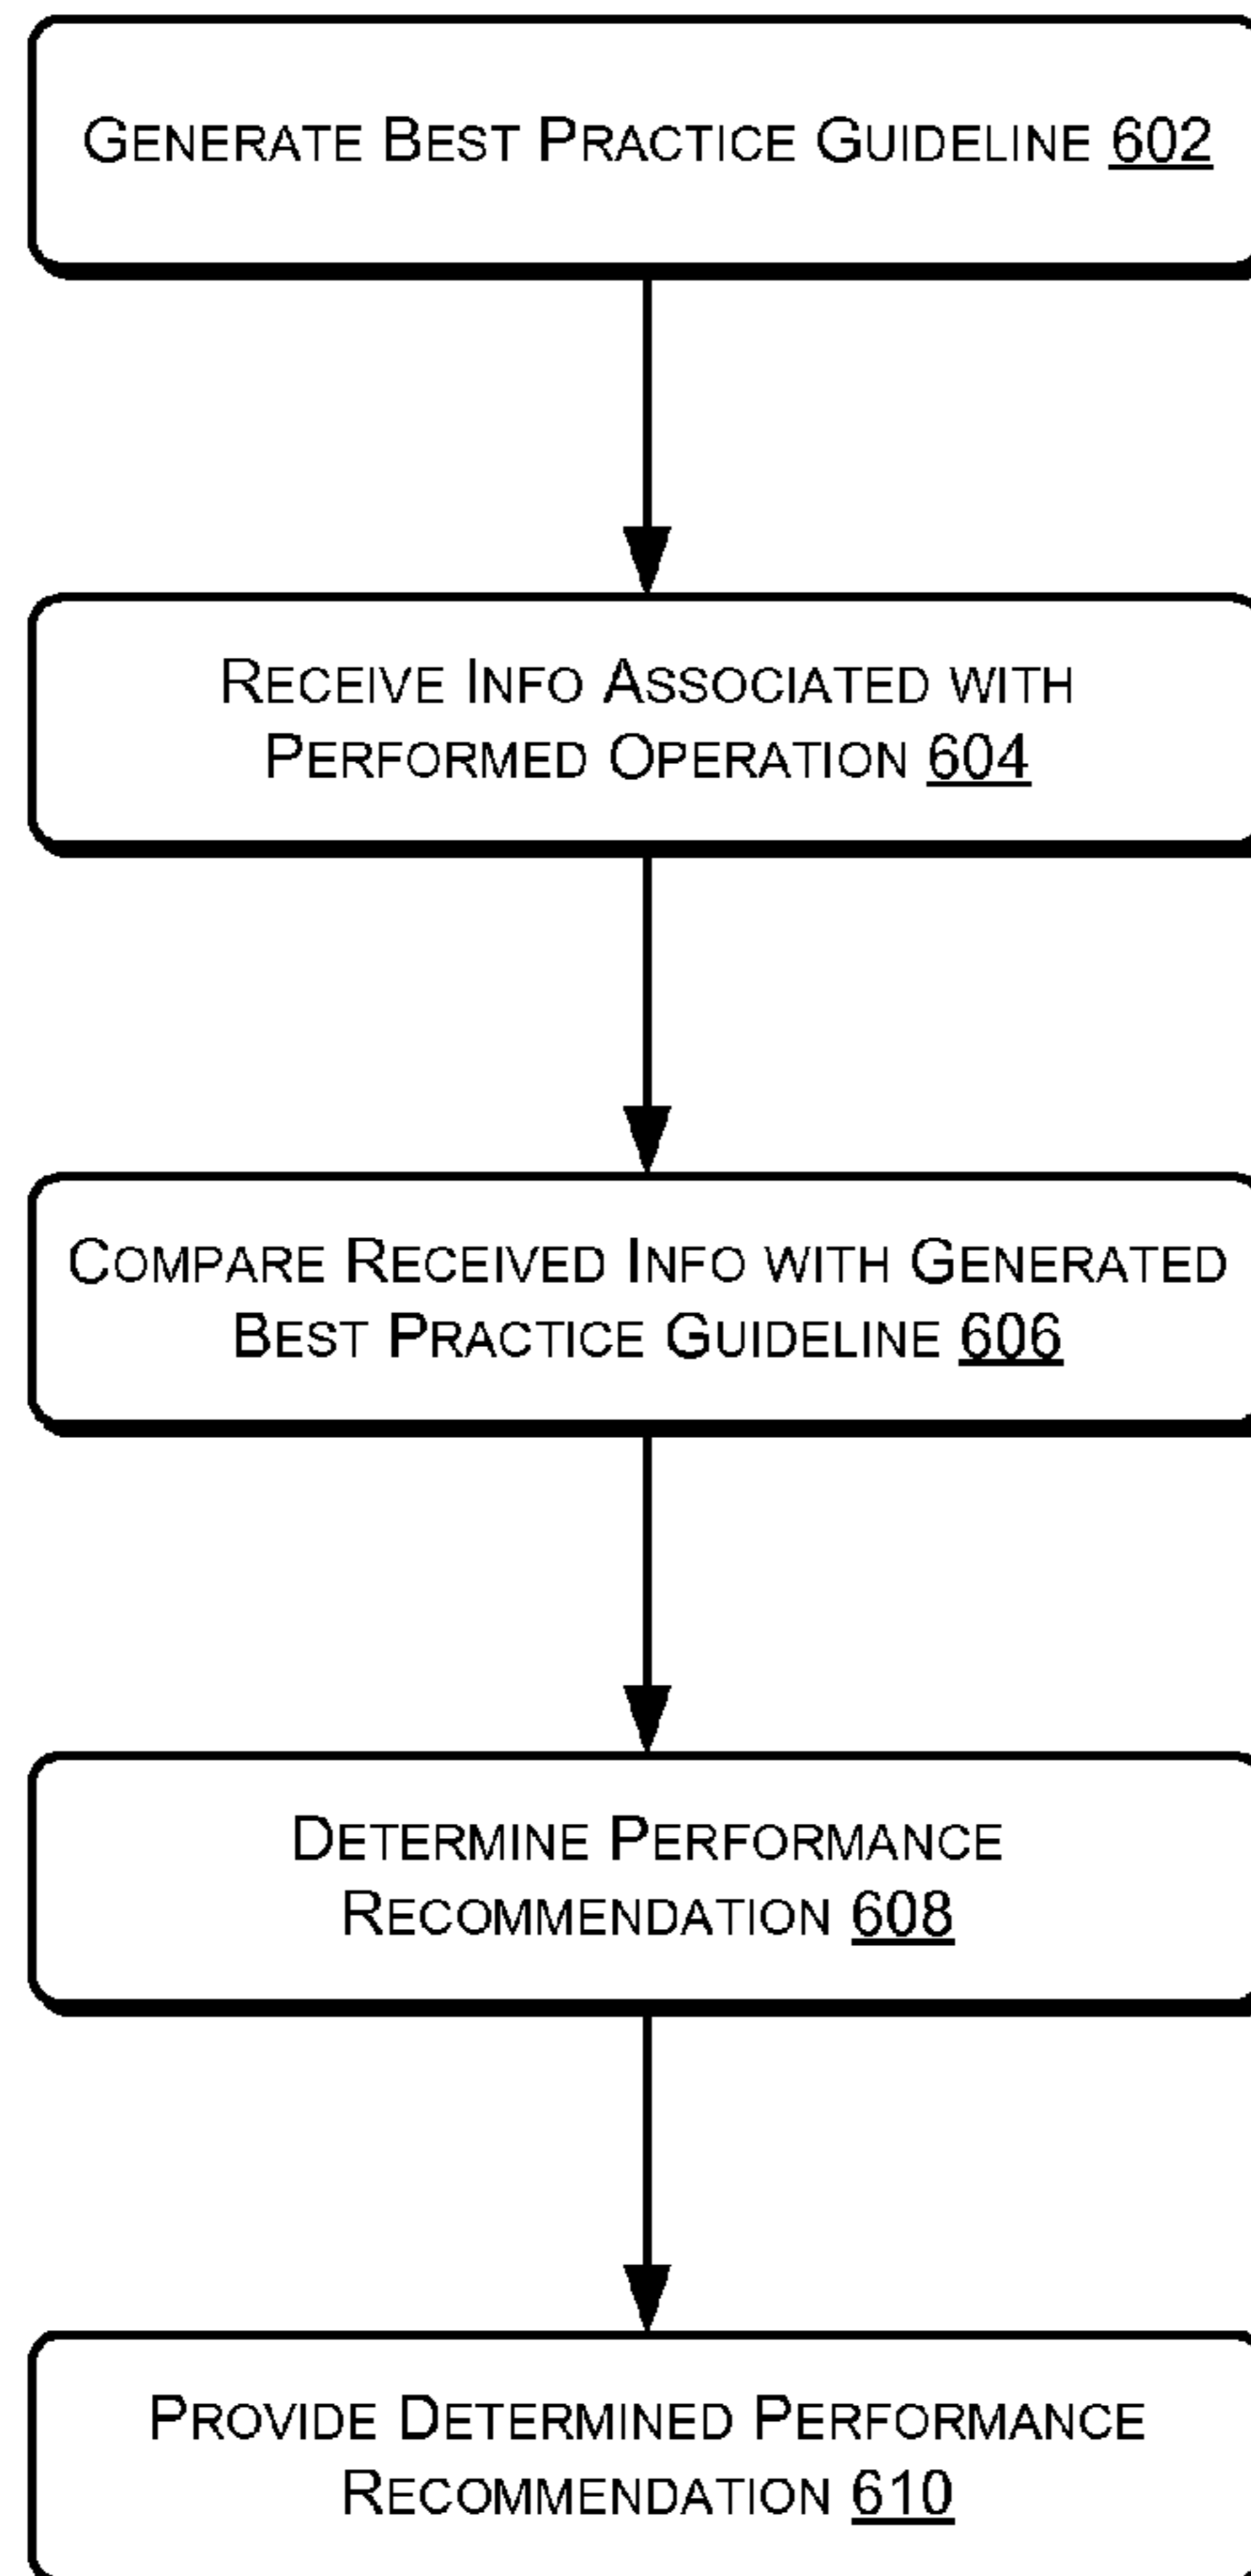 GENERATE BEST PRACTICE GUIDELINE 602
RECEIVE INFO ASSOCIATED WITH
PERFORMED OPERATION 604
COMPARE RECEIVED INFO WITH GENERATED
BEST PRACTICE GUIDELINE 606
DETERMINE PERFORMANCE
RECOMMENDATION 608
PROVIDE DETERMINED PERFORMANCE
RECOMMENDATION 610